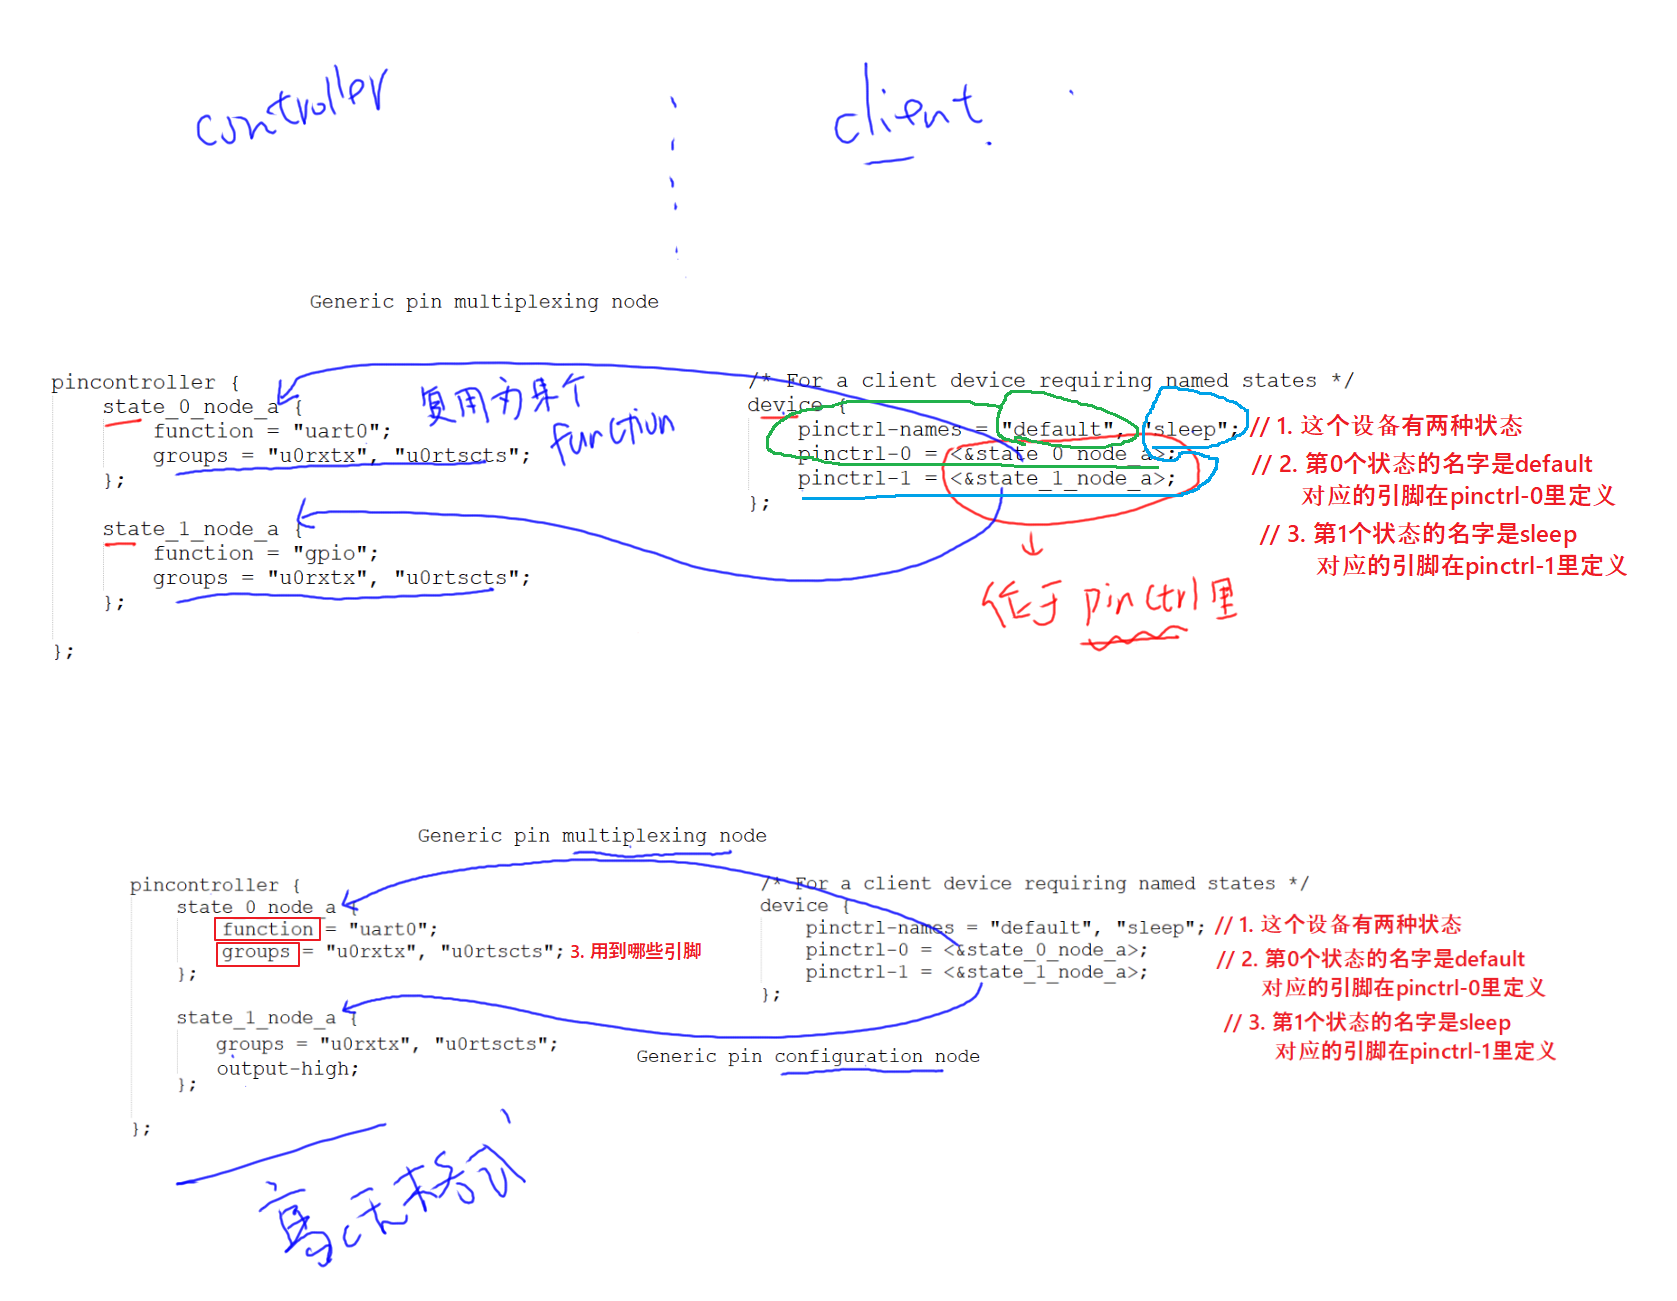 controller
client
Generic pin multiplexing node
pincontroller {
state_0_node_a {
function = "uart0";
groups = "u0rxtx", "u0rtscts";
};
state_1_node_a {
function = "gpio";
groups = "u0rxtx", "u0rtscts";
};
};
复用为某个
function
/* For a client device requiring named states */
device {
pinctrl-names = "default", "sleep";
pinctrl-0 = <&state_0_node_a>;
pinctrl-1 = <&state_1_node_a>;
};
// 1. 这个设备有两种状态
// 2. 第0个状态的名字是default
对应的引脚在pinctrl-0里定义
// 3. 第1个状态的名字是sleep
对应的引脚在pinctrl-1里定义
位于pinctrl里
Generic pin multiplexing node
pincontroller {
state_0_node_a {
function = "uart0";
groups = "u0rxtx", "u0rtscts"; 3. 用到哪些引脚
};
state_1_node_a {
groups = "u0rxtx", "u0rtscts";
output-high;
};
};
/* For a client device requiring named states */
device {
pinctrl-names = "default", "sleep";
pinctrl-0 = <&state_0_node_a>;
pinctrl-1 = <&state_1_node_a>;
};
// 1. 这个设备有两种状态
// 2. 第0个状态的名字是default
对应的引脚在pinctrl-0里定义
// 3. 第1个状态的名字是sleep
对应的引脚在pinctrl-1里定义
Generic pin configuration node
无格式